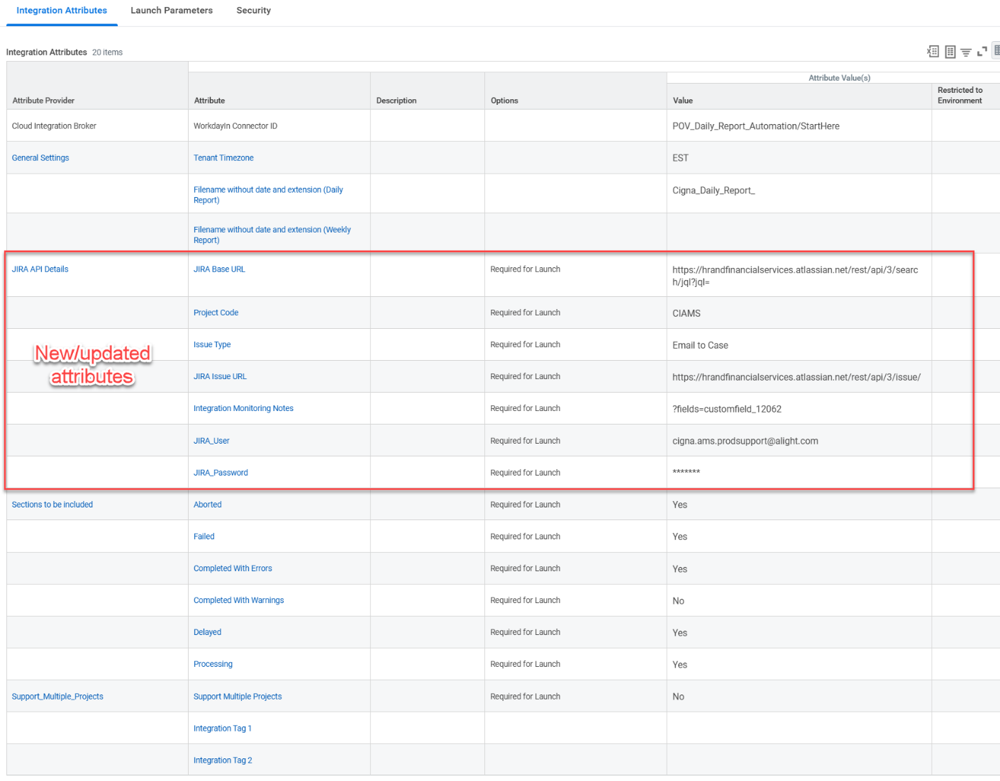 Integration Attributes Launch Parameters Security
Integration Attributes 20 items
Attribute Value(s)
Attribute Provider Attribute Description Options Value Restricted to
Environment
Cloud Integration Broker WorkdayIn Connector ID POV_Daily_Report_Automation/StartHere
General Settings Tenant Timezone EST
Filename without date and extension (Daily
Report) Cigna_Daily_Report_
Filename without date and extension (Weekly
Report)
JIRA API Details JIRA Base URL Required for Launch https://hrandfinancialservices.atlassian.net/rest/api/3/searc
h/jql?jql=
Project Code Required for Launch CIAMS
New/updated
attributes
Issue Type Required for Launch Email to Case
JIRA Issue URL Required for Launch https://hrandfinancialservices.atlassian.net/rest/api/3/issue/
Integration Monitoring Notes Required for Launch ?fields=customfield_12062
JIRA_User Required for Launch cigna.ams.prodsupport@alight.com
JIRA_Password Required for Launch *******
Sections to be included Aborted Required for Launch Yes
Failed Required for Launch Yes
Completed With Errors Required for Launch Yes
Completed With Warnings Required for Launch No
Delayed Required for Launch Yes
Processing Required for Launch Yes
Support_Multiple_Projects Support Multiple Projects Required for Launch No
Integration Tag 1
Integration Tag 2